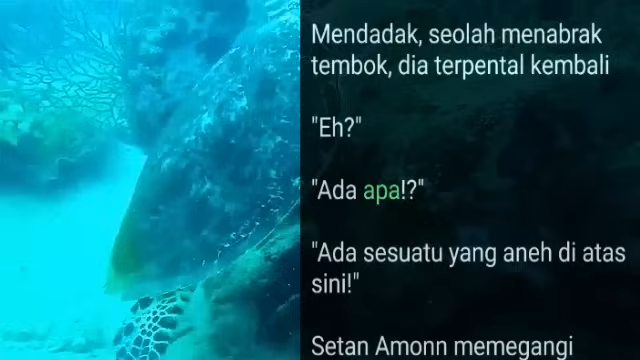 Mendadak, seolah menabrak
tembok, dia terpental kembali
"Eh?"
"Ada apa!?"
"Ada sesuatu yang aneh di atas
sini!"
Setan Amonn memegangi